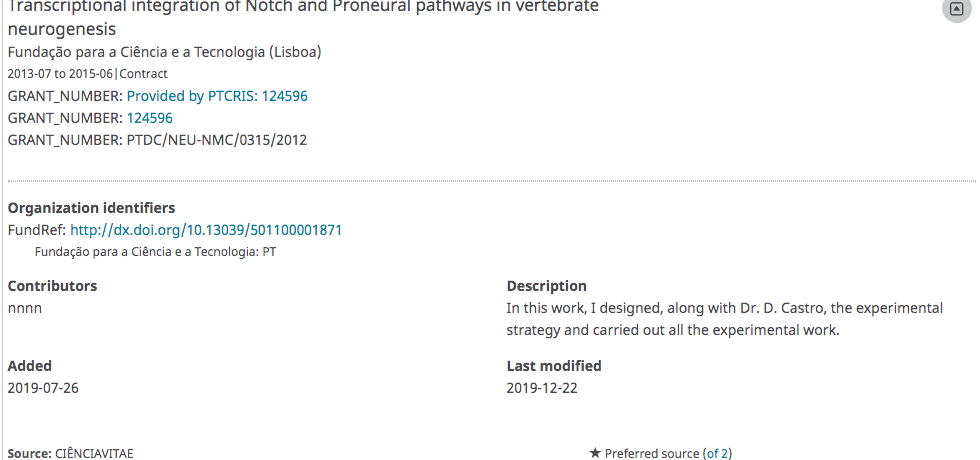 Transcriptional integration of Notch and Proneural pathways in vertebrate
neurogenesis
Fundação para a Ciência e a Tecnologia (Lisboa)
2013-07 to 2015-06|Contract
GRANT_NUMBER: Provided by PTCRIS: 124596
GRANT_NUMBER: 124596
GRANT_NUMBER: PTDC/NEU-NMC/0315/2012
Organization identifiers
FundRef: http://dx.doi.org/10.13039/501100001871
Fundação para a Ciência e a Tecnologia: PT
Contributors
nnnn
Description
In this work, I designed, along with Dr. D. Castro, the experimental
strategy and carried out all the experimental work.
Added
2019-07-26
Last modified
2019-12-22
Source: CIÊNCIAVITAE
★ Preferred source (of 2)